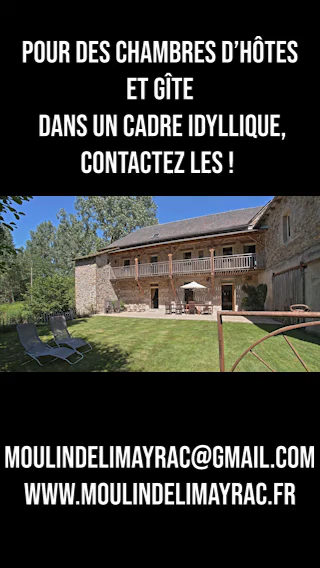 POUR DES CHAMBRES D’HÔTES
ET GÎTE
DANS UN CADRE IDYLLIQUE,
CONTACTEZ LES !
MOULINDELIMAYRAC@GMAIL.COM
WWW.MOULINDELIMAYRAC.FR